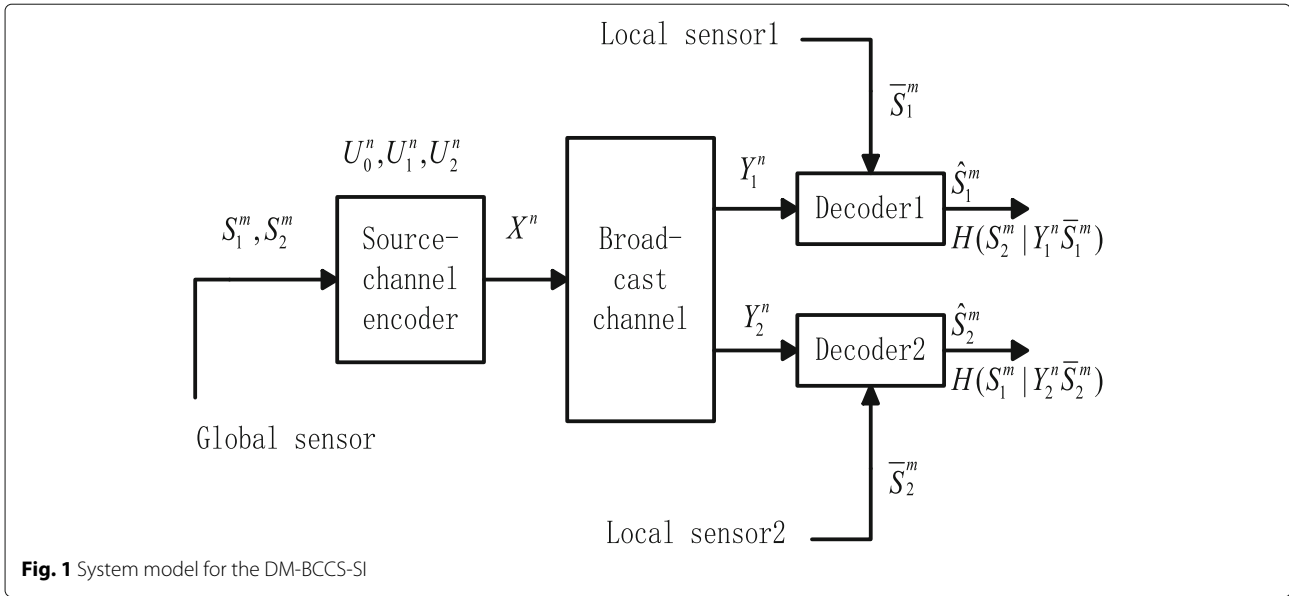 Local sensor1
S̅₁ᵐ
U₀ⁿ,U₁ⁿ,U₂ⁿ
Y₁ⁿ
Ŝ₁ᵐ
Decoder1
S₁ᵐ,S₂ᵐ
Source-
channel
encoder
Xⁿ
Broad-
cast
channel
H(S₂ᵐ|Y₁ⁿS̅₁ᵐ)
Y₂ⁿ
Ŝ₂ᵐ
Decoder2
H(S₁ᵐ|Y₂ⁿS̅₂ᵐ)
Global sensor
S̅₂ᵐ
Local sensor2
Fig. 1 System model for the DM-BCCS-SI